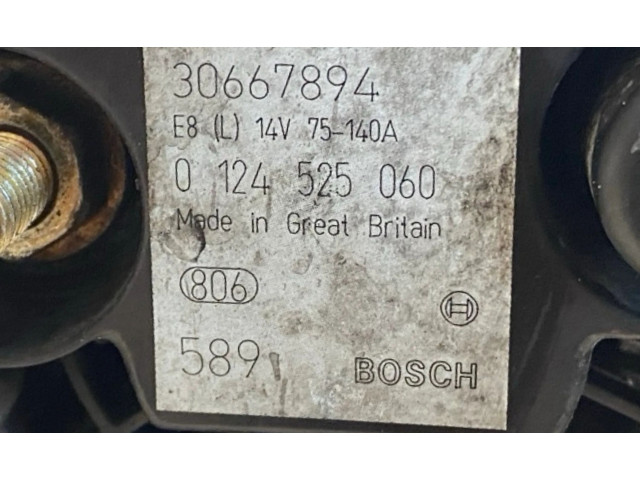 30667894
E8 (L) 14V 75-140A
0 124 525 060
Made in Great Britain
806
589
BOSCH